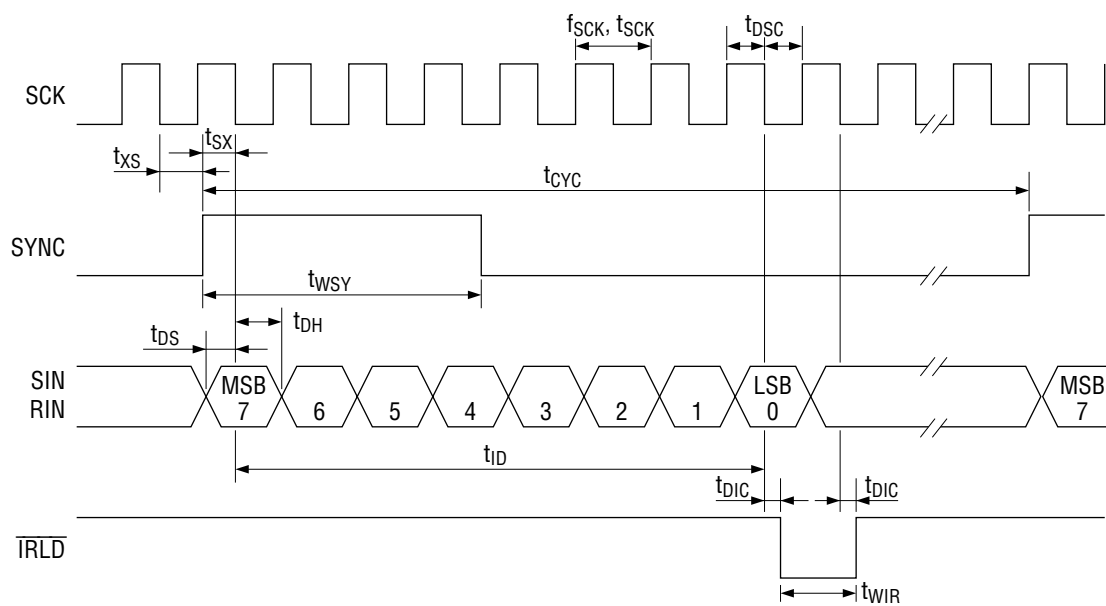 fSCK, tSCK
tDSC
SCK
tSX
tXS
tCYC
SYNC
tWSY
tDH
tDS
SIN
RIN
MSB
7
6
5
4
3
2
1
LSB
0
MSB
7
tID
tDIC
tDIC
IRLD
tWIR